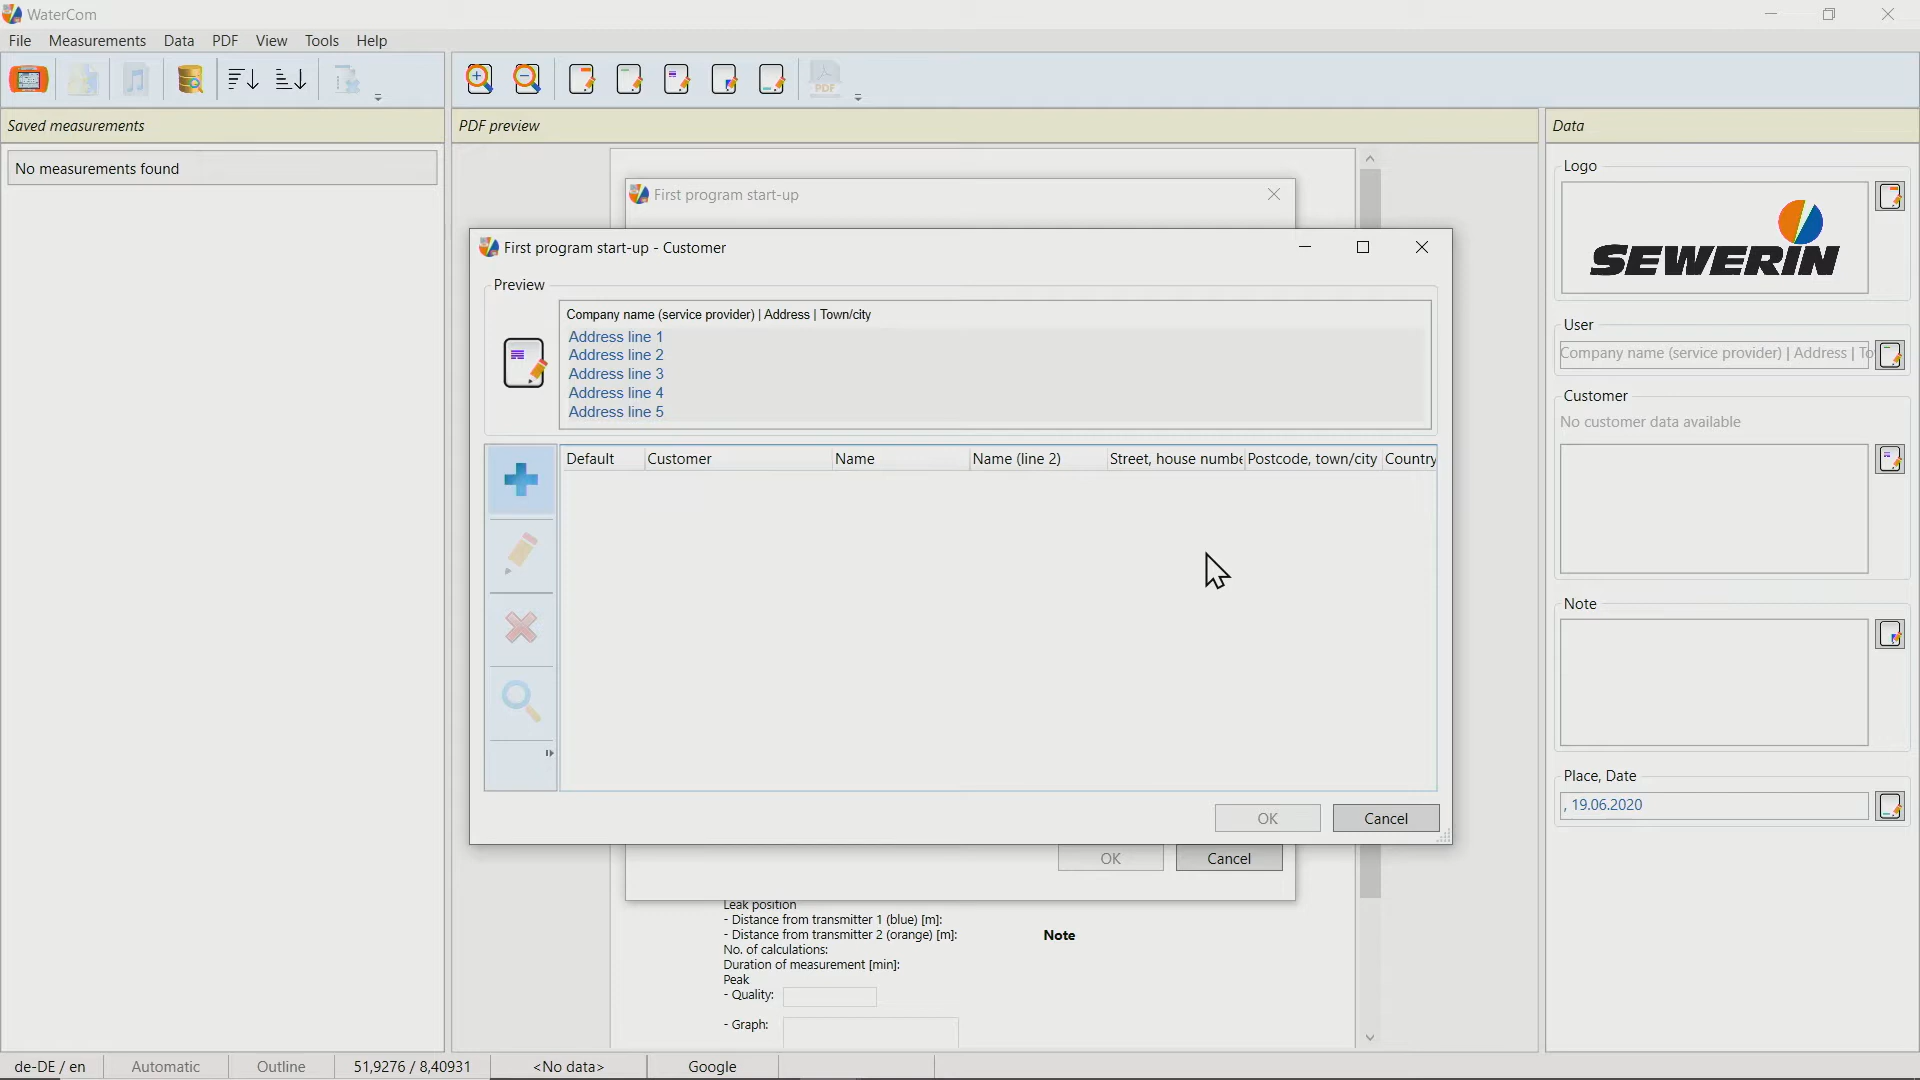 WaterCom
File Measurements Data PDF View Tools Help
PDF
Saved measurements
PDF preview
Data
No measurements found
Logo
SEWERIN
User
Company name (service provider) | Address | To
Customer
No customer data available
Note
Place, Date
, 19.06.2020
First program start-up
First program start-up - Customer
Preview
Company name (service provider) | Address | Town/city
Address line 1
Address line 2
Address line 3
Address line 4
Address line 5
Default Customer Name Name (line 2) Street, house numbe Postcode, town/city Country
OK Cancel
OK Cancel
Leak position
- Distance from transmitter 1 (blue) [m]:
- Distance from transmitter 2 (orange) [m]:
Note
No. of calculations:
Duration of measurement [min]:
Peak
- Quality:
- Graph:
de-DE / en Automatic Outline 51,9276 / 8,40931 <No data> Google